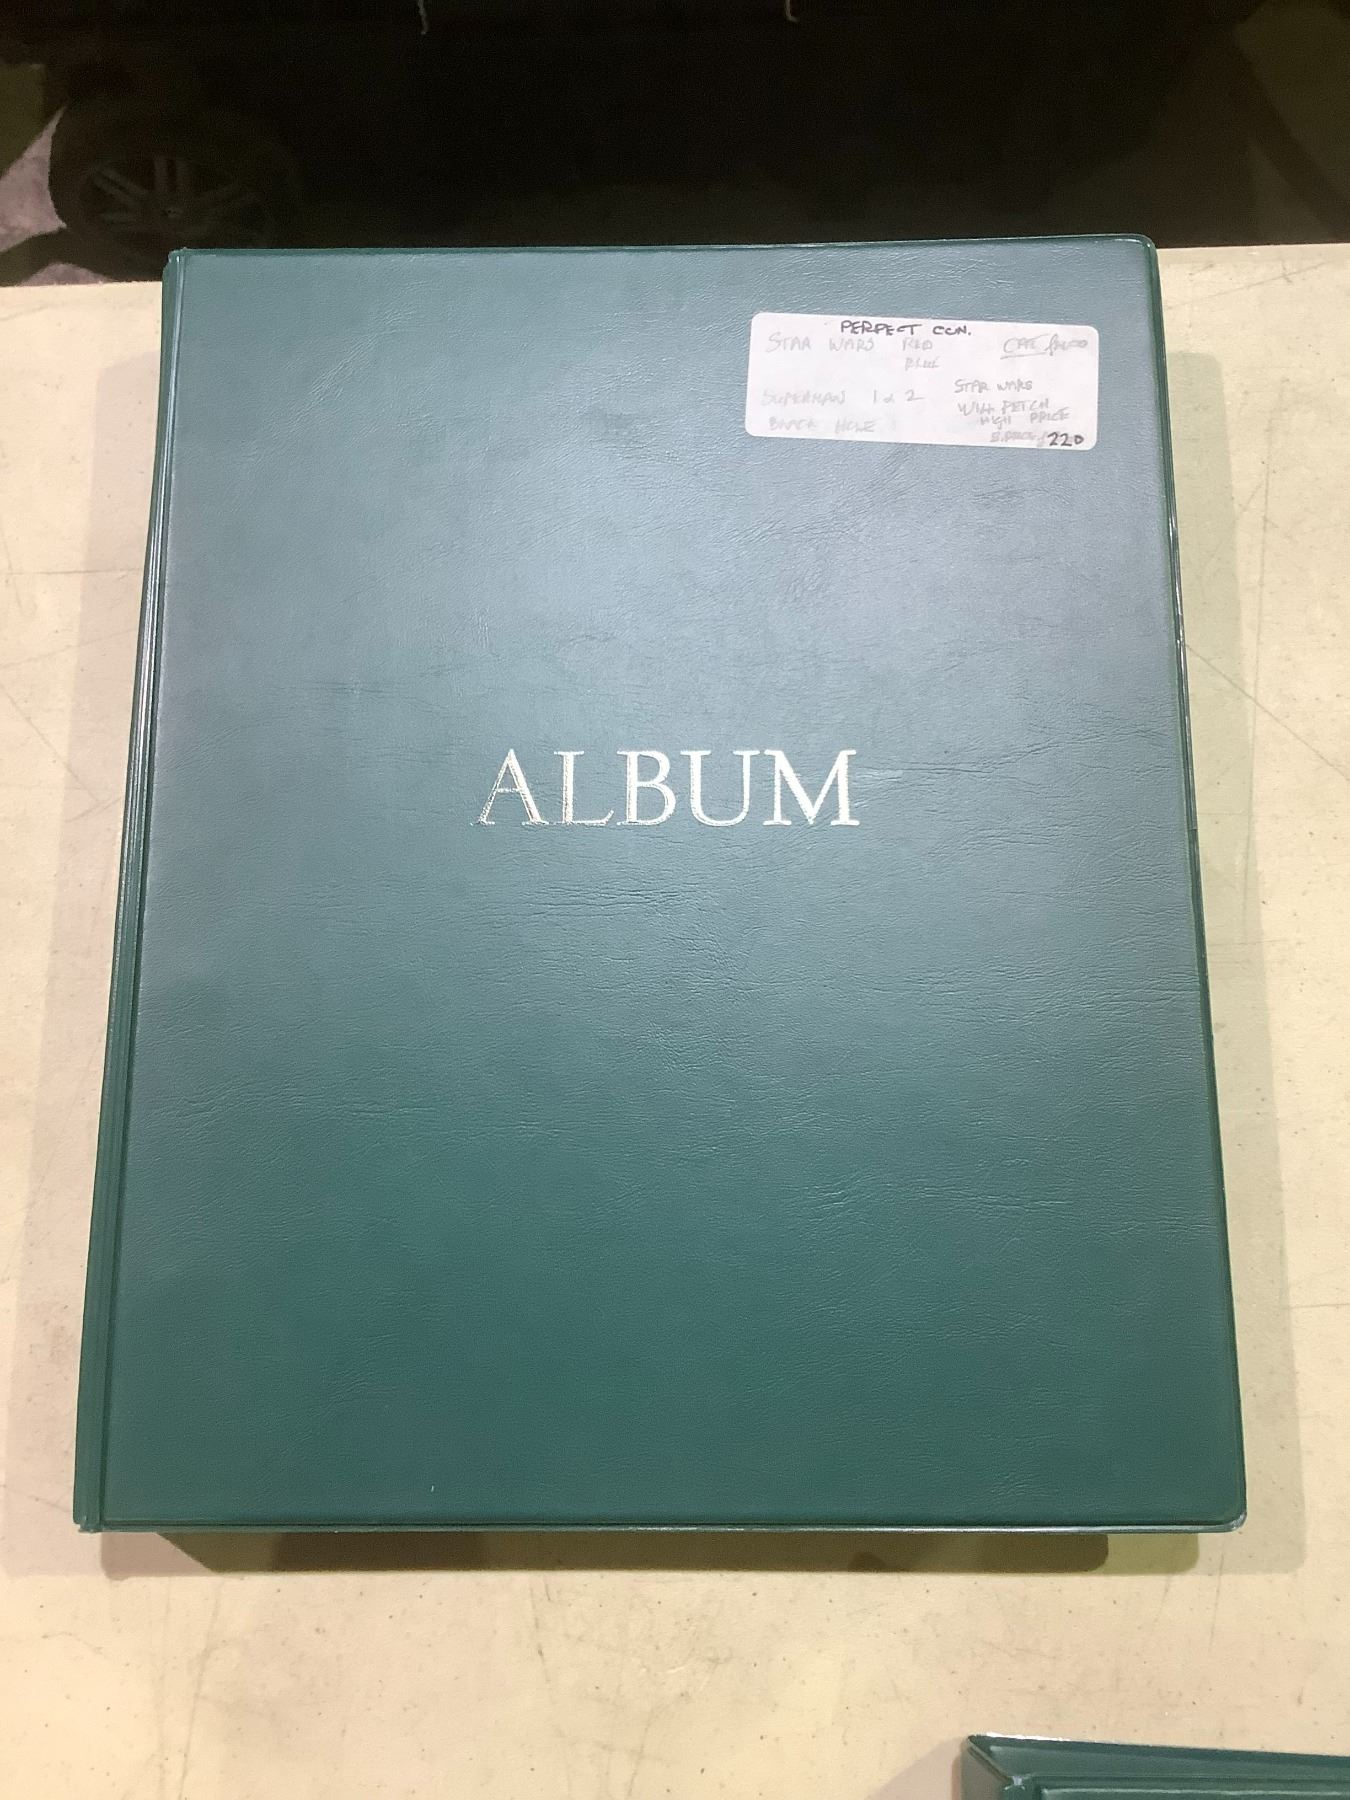 PERFECT CON.
STAR WARS RED
BLUE
CAT
SUPERMAN 1 & 2
BLACK HOLE
STAR WARS
WILL FETCH
HIGH PRICE
220
ALBUM